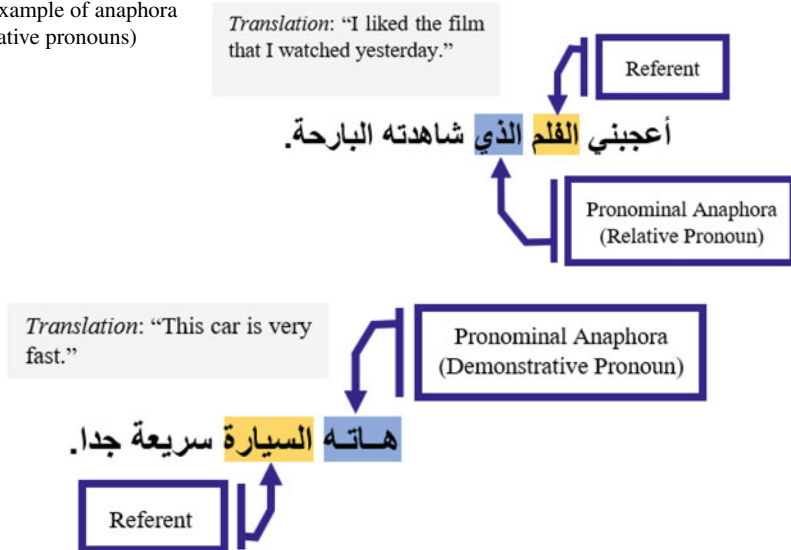 xample of anaphora
ative pronouns)
Translation: “I liked the film
that I watched yesterday.”
Referent
أعجبني الفلم الذي شاهدته البارحة.
Pronominal Anaphora
(Relative Pronoun)
Translation: “This car is very
fast.”
Pronominal Anaphora
(Demonstrative Pronoun)
هـاتـه السيارة سريعة جدا.
Referent